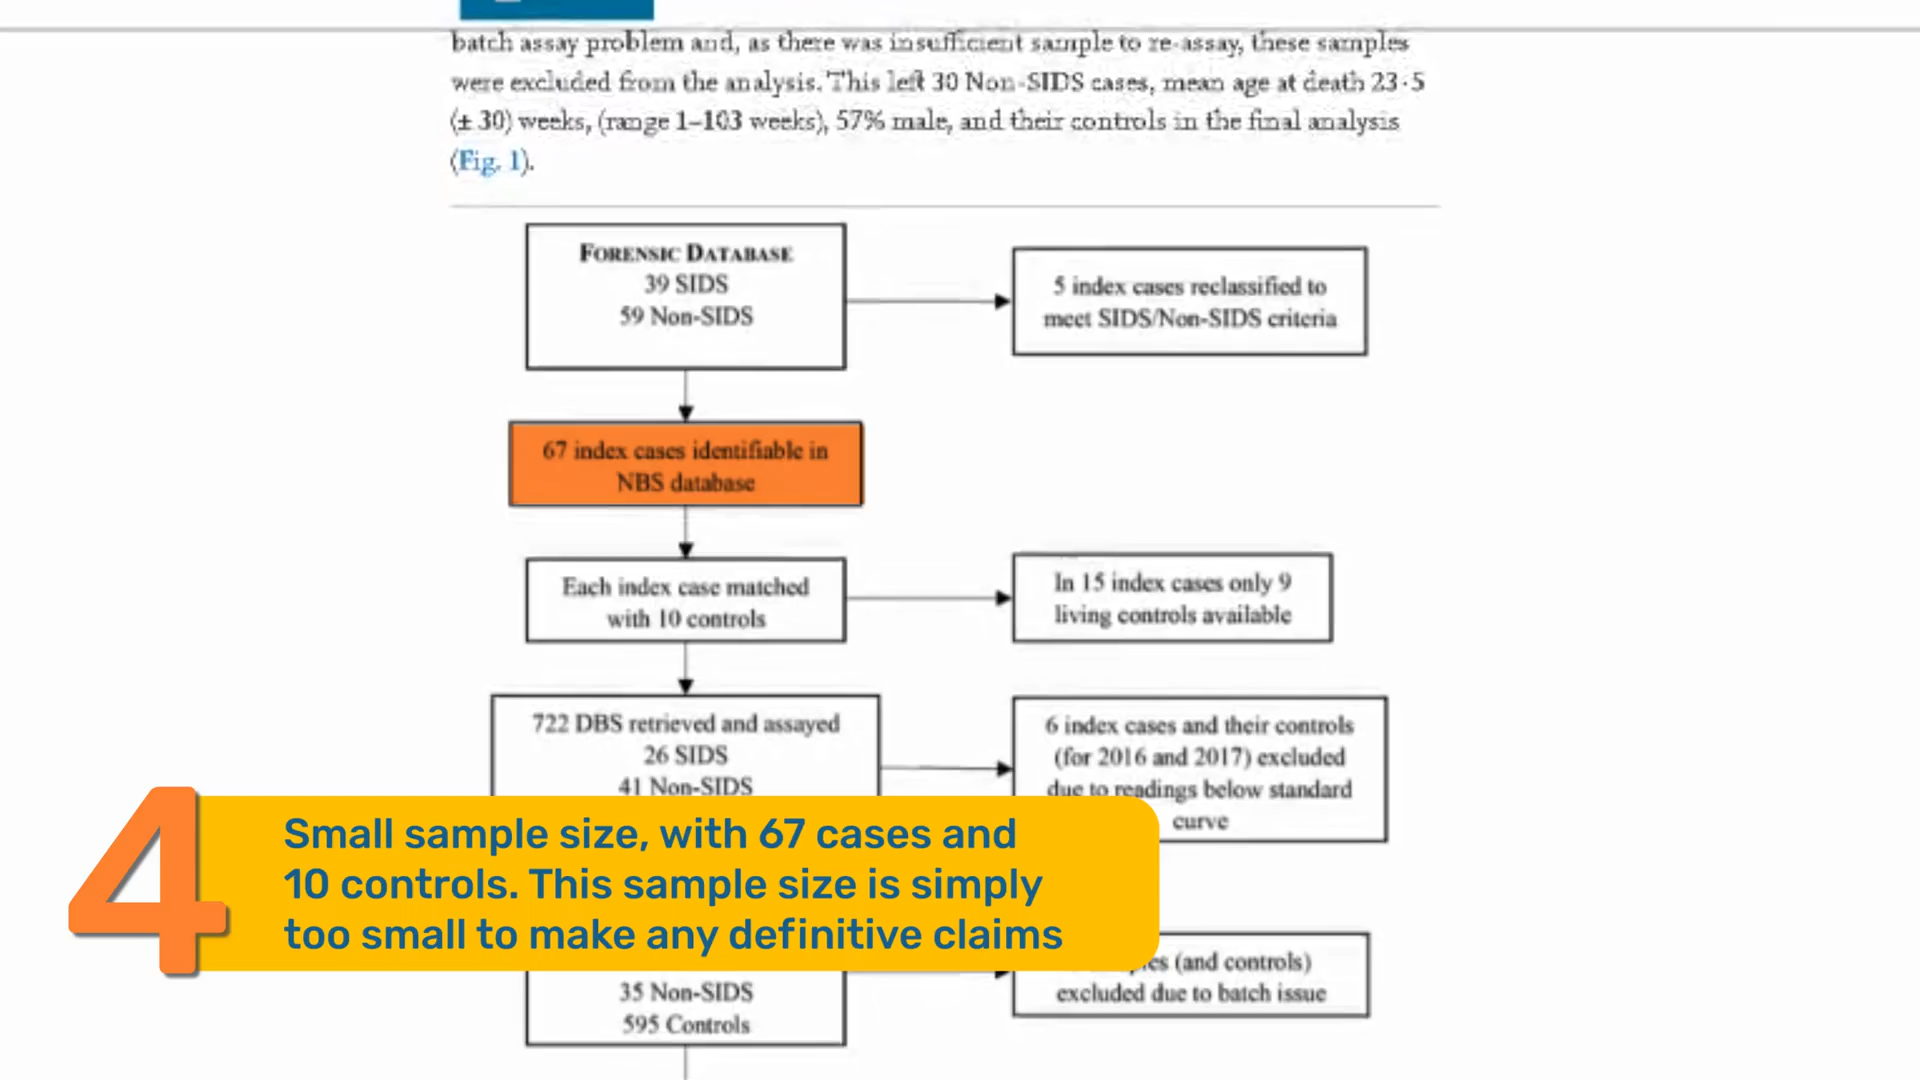 batch assay problem and, as there was insufficient sample to re-assay, these samples
were excluded from the analysis. This left 30 Non-SIDS cases, mean age at death 23·5
(± 30) weeks, (range 1–103 weeks), 57% male, and their controls in the final analysis
(Fig. 1).
FORENSIC DATABASE
39 SIDS
59 Non-SIDS
5 index cases reclassified to
meet SIDS/Non-SIDS criteria
67 index cases identifiable in
NBS database
Each index case matched
with 10 controls
In 15 index cases only 9
living controls available
722 DBS retrieved and assayed
26 SIDS
41 Non-SIDS
6 index cases and their controls
(for 2016 and 2017) excluded
due to readings below standard
curve
4
Small sample size, with 67 cases and
10 controls. This sample size is simply
too small to make any definitive claims
(and controls)
excluded due to batch issue
35 Non-SIDS
595 Controls